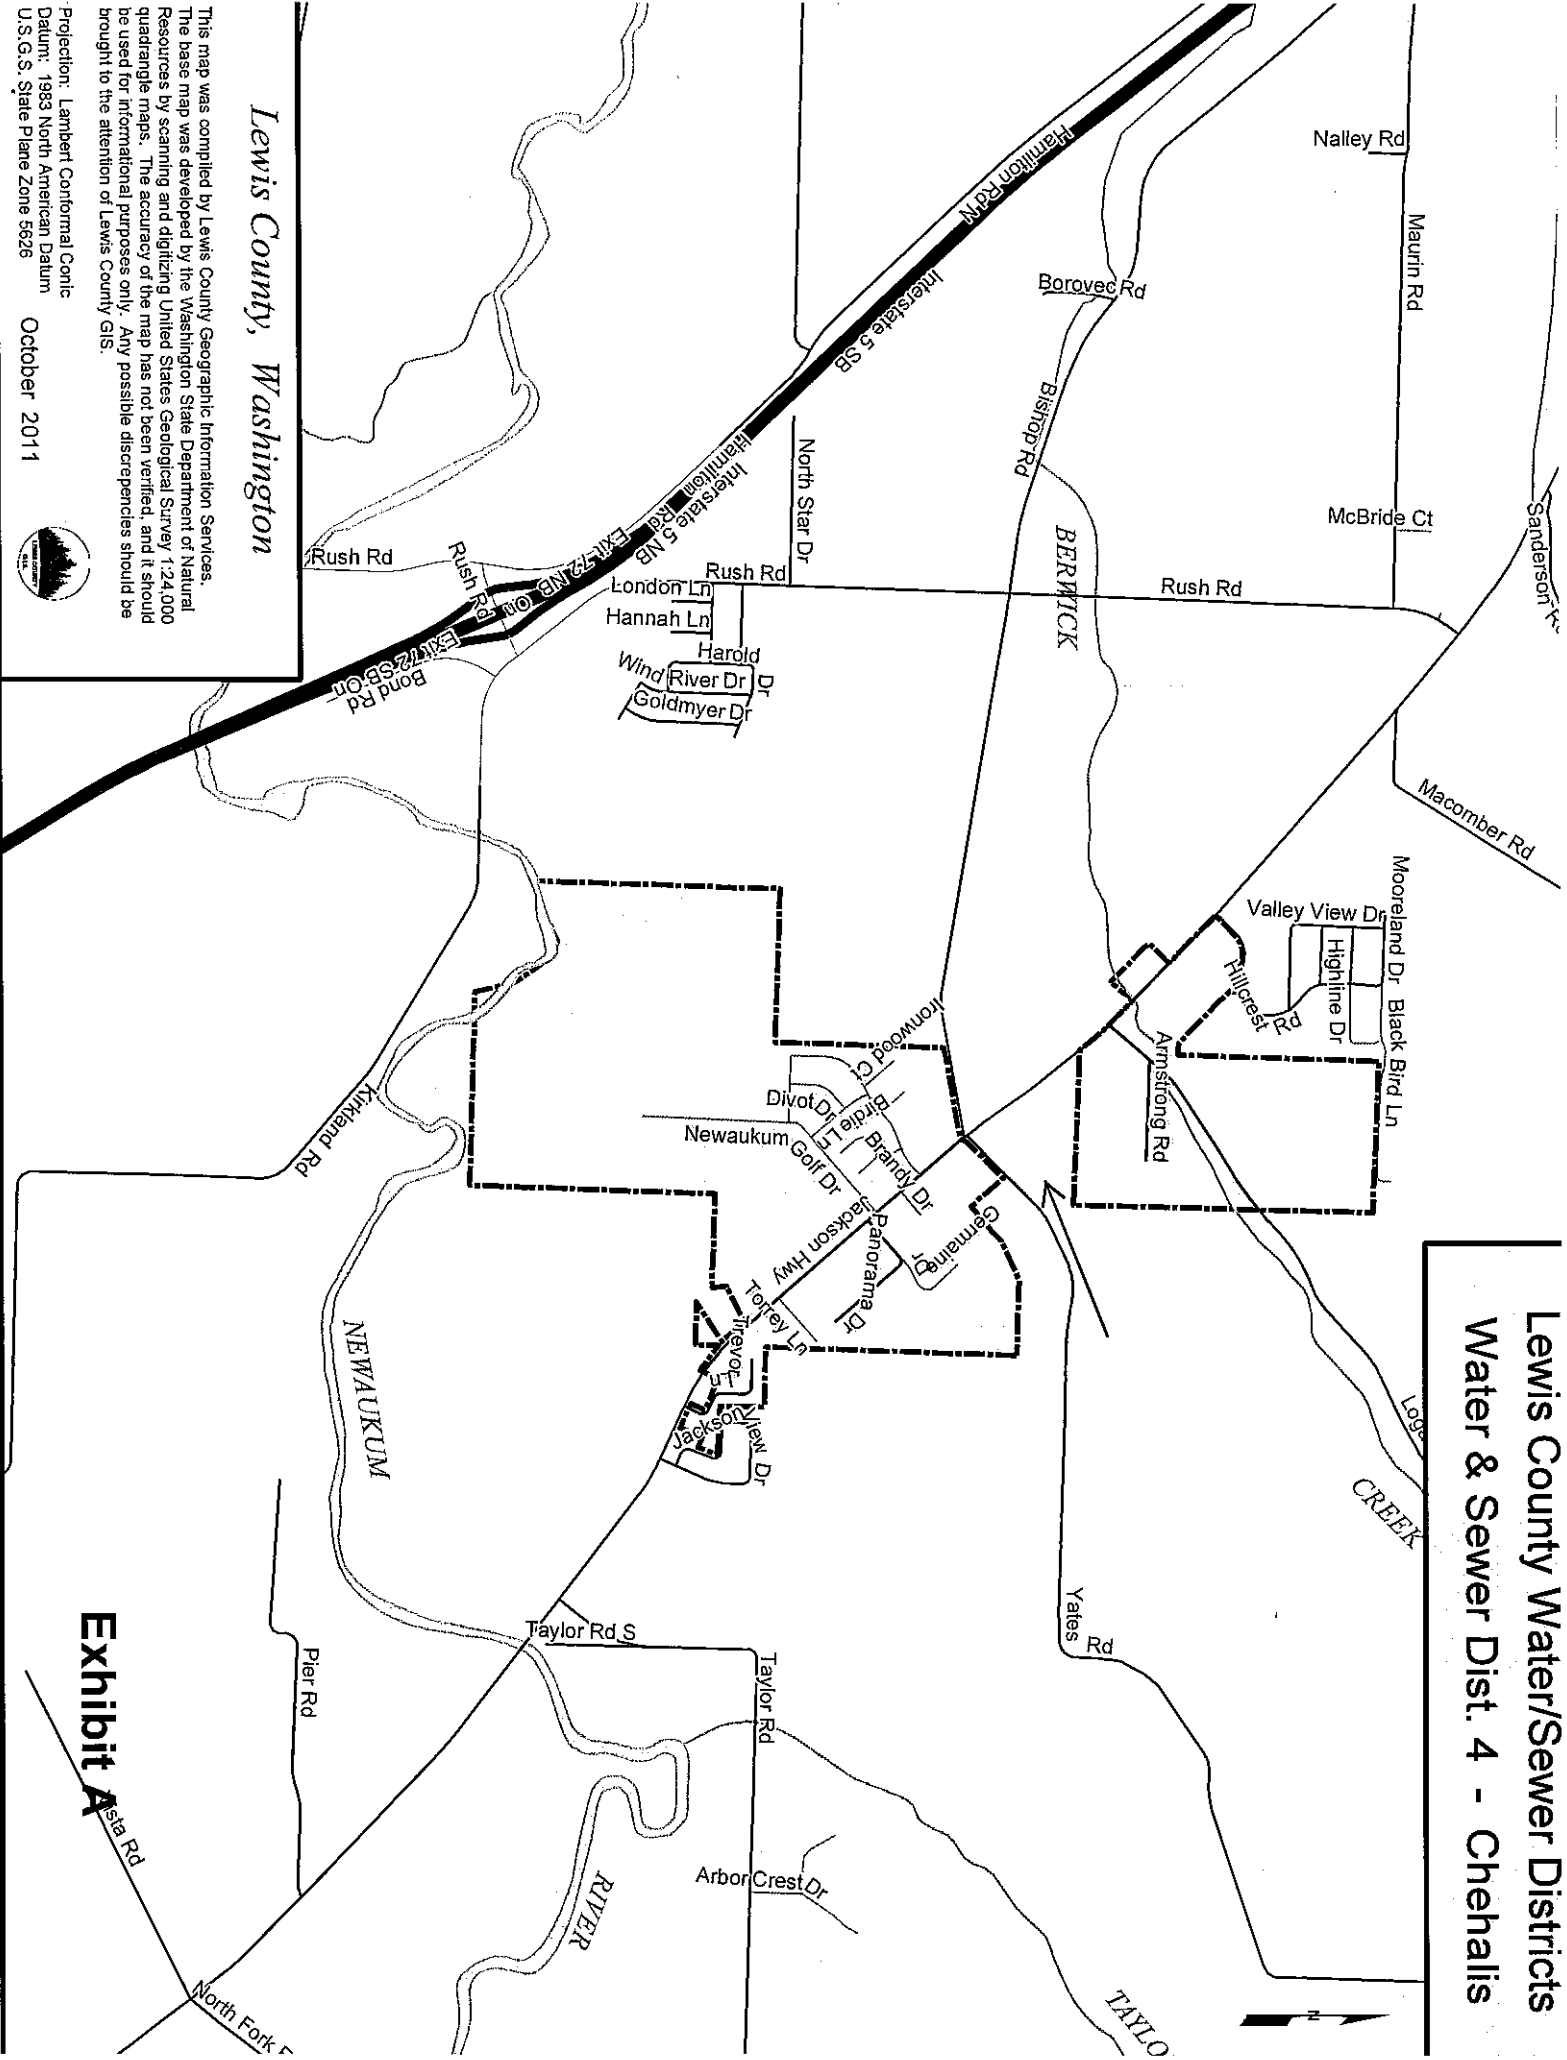 Lewis County Water/Sewer Districts
Water & Sewer Dist. 4 - Chehalis
Nalley Rd
Maurin Rd
McBride Ct
Sanderson
Macomber Rd
Hamilton Rd N
Interstate 5 SB
Borovec Rd
Bishop Rd
BERWICK
CREEK
Rush Rd
North Star Dr
Rush Rd
Interstate 5 NB
Hamilton Rd
Exit 72 NB On
London Ln
Hannah Ln
Harold
Dr
Wind
River Dr
Goldmyer Dr
Rush Rd
Rush Rd
Exit 72 SB On
Bond Rd
Mooreland Dr
Black Bird Ln
Valley View Dr
Highline Dr
Hillcrest Rd
Armstrong Rd
Ironwood Ct
Divot Dr
Birdie Ln
Brandy Dr
Newaukum
Golf Dr
Germaine
Dr
Panorama
Dr
Jackson Hwy
Torrey Ln
Trevor
Ln
Jackson
View Dr
Kirkland Rd
NEWAUKUM
RIVER
Yates
Rd
Taylor Rd S
Taylor Rd
Arbor Crest Dr
Pier Rd
North Fork
N
Exhibit A
Lewis County, Washington
This map was compiled by Lewis County Geographic Information Services.
The base map was developed by the Washington State Department of Natural
Resources by scanning and digitizing United States Geological Survey 1:24,000
quadrangle maps. The accuracy of the map has not been verified, and it should
be used for informational purposes only. Any possible discrepencies should be
brought to the attention of Lewis County GIS.
Projection: Lambert Conformal Conic
Datum: 1983 North American Datum
U.S.G.S. State Plane Zone 5626
October 2011